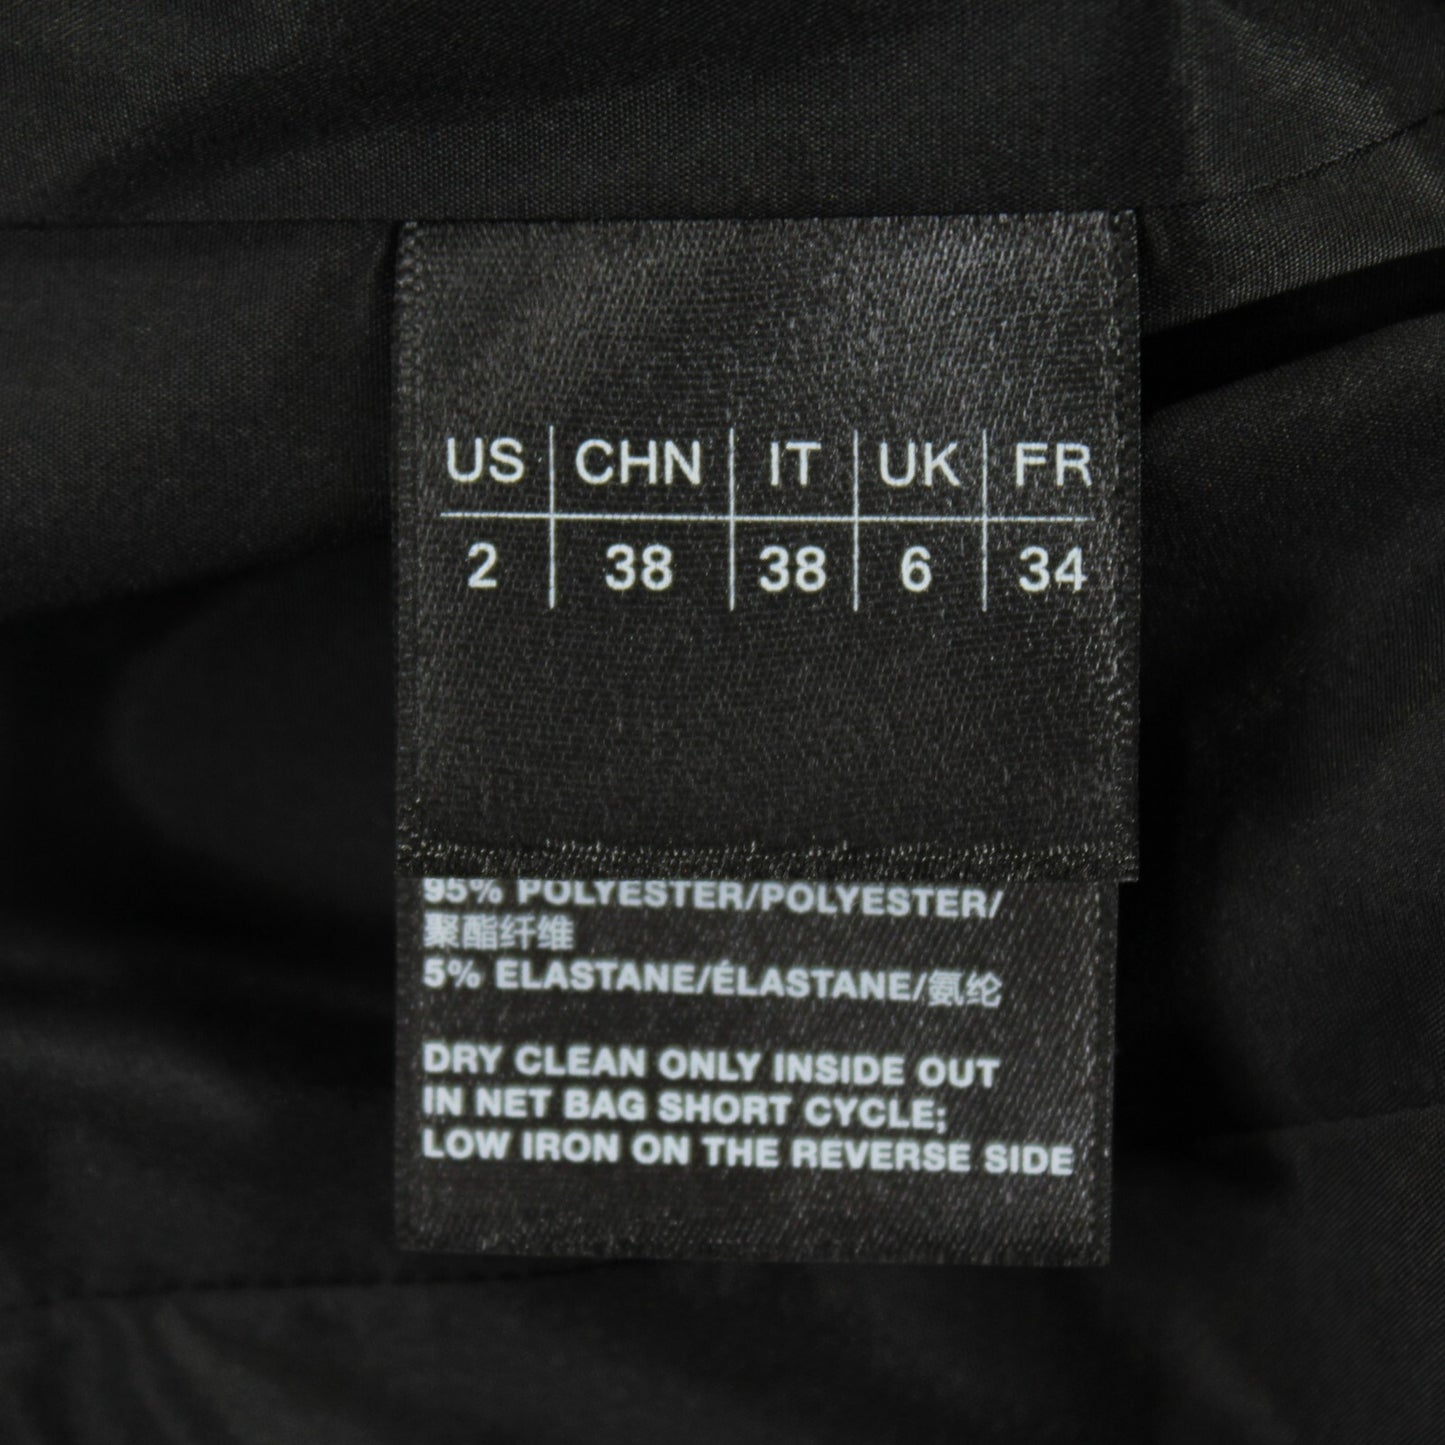 US CHN IT UK FR
2 38 38 6 34
95% POLYESTER/POLYESTER/
聚酯纤维
5% ELASTANE/ÉLASTANE/氨纶
DRY CLEAN ONLY INSIDE OUT
IN NET BAG SHORT CYCLE;
LOW IRON ON THE REVERSE SIDE